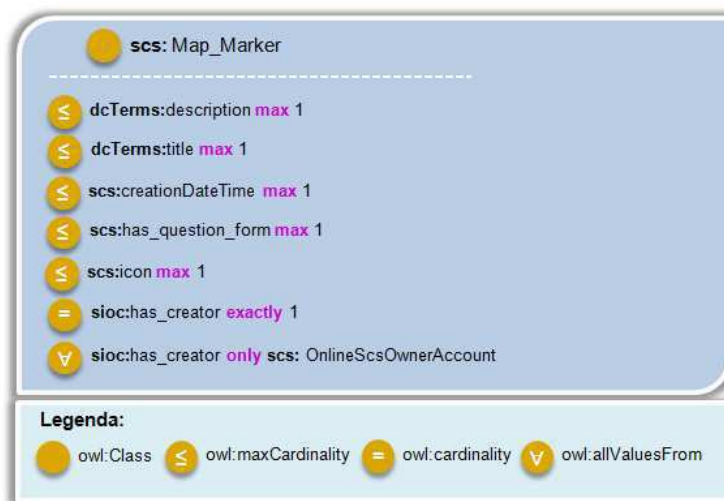 scs: Map_Marker
≤ dcTerms:description max 1
≤ dcTerms:title max 1
≤ scs:creationDateTime max 1
≤ scs:has_question_form max 1
≤ scs:icon max 1
= sioc:has_creator exactly 1
∀ sioc:has_creator only scs: OnlineScsOwnerAccount
Legenda:
owl:Class ≤ owl:maxCardinality = owl:cardinality ∀ owl:allValuesFrom